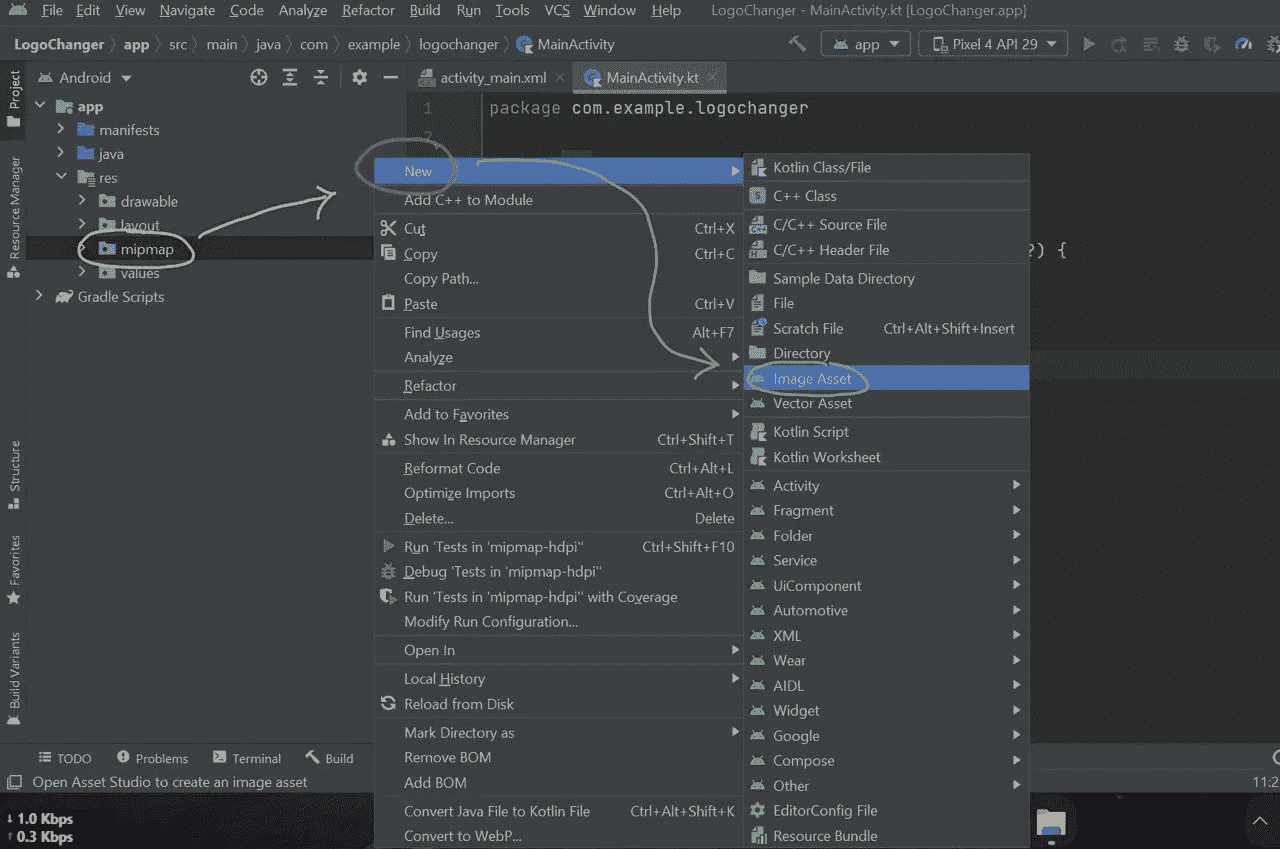 File Edit View Navigate Code Analyze Refactor Build Run Tools VCS Window Help LogoChanger - MainActivity.kt [LogoChanger.app]
LogoChanger app src main java com example logochanger MainActivity app Pixel 4 API 29
Project
Resource Manager
Structure
Favorites
Build Variants
Android
app
manifests
java
res
drawable
layout
mipmap
values
Gradle Scripts
activity_main.xml
MainActivity.kt
1 package com.example.logochanger
2
?) {
New
Add C++ to Module
Cut Ctrl+X
Copy Ctrl+C
Copy Path...
Paste Ctrl+V
Find Usages Alt+F7
Analyze
Refactor
Add to Favorites
Show In Resource Manager Ctrl+Shift+T
Reformat Code Ctrl+Alt+L
Optimize Imports Ctrl+Alt+O
Delete... Delete
Run 'Tests in 'mipmap-hdpi'' Ctrl+Shift+F10
Debug 'Tests in 'mipmap-hdpi''
Run 'Tests in 'mipmap-hdpi'' with Coverage
Modify Run Configuration...
Open In
Local History
Reload from Disk
Mark Directory as
Remove BOM
Add BOM
Convert Java File to Kotlin File Ctrl+Alt+Shift+K
Convert to WebP...
Kotlin Class/File
C++ Class
C/C++ Source File
C/C++ Header File
Sample Data Directory
File
Scratch File Ctrl+Alt+Shift+Insert
Directory
Image Asset
Vector Asset
Kotlin Script
Kotlin Worksheet
Activity
Fragment
Folder
Service
UiComponent
Automotive
XML
Wear
AIDL
Widget
Google
Compose
Other
EditorConfig File
Resource Bundle
TODO Problems Terminal Build
Open Asset Studio to create an image asset
11:2
↓ 1.0 Kbps
↑ 0.3 Kbps